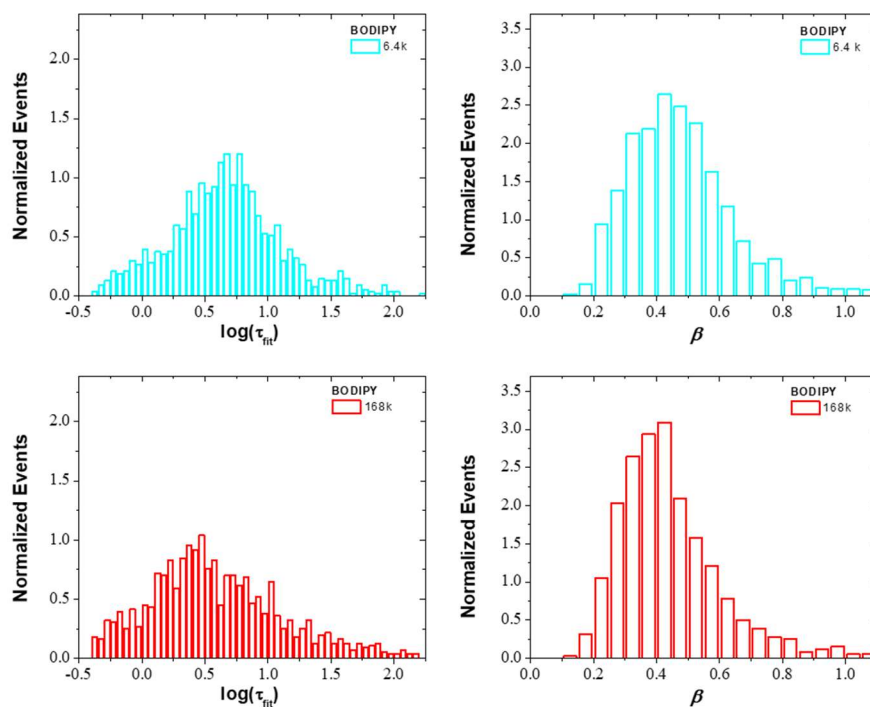 BODIPY
6.4k
Normalized Events
2.0
1.5
1.0
0.5
0.0
-0.5 0.0 0.5 1.0 1.5 2.0
log(τfit)
BODIPY
6.4 k
Normalized Events
3.5
3.0
2.5
2.0
1.5
1.0
0.5
0.0
0.0 0.2 0.4 0.6 0.8 1.0
β
BODIPY
168k
Normalized Events
2.0
1.5
1.0
0.5
0.0
-0.5 0.0 0.5 1.0 1.5 2.0
log(τfit)
BODIPY
168k
Normalized Events
3.5
3.0
2.5
2.0
1.5
1.0
0.5
0.0
0.0 0.2 0.4 0.6 0.8 1.0
β